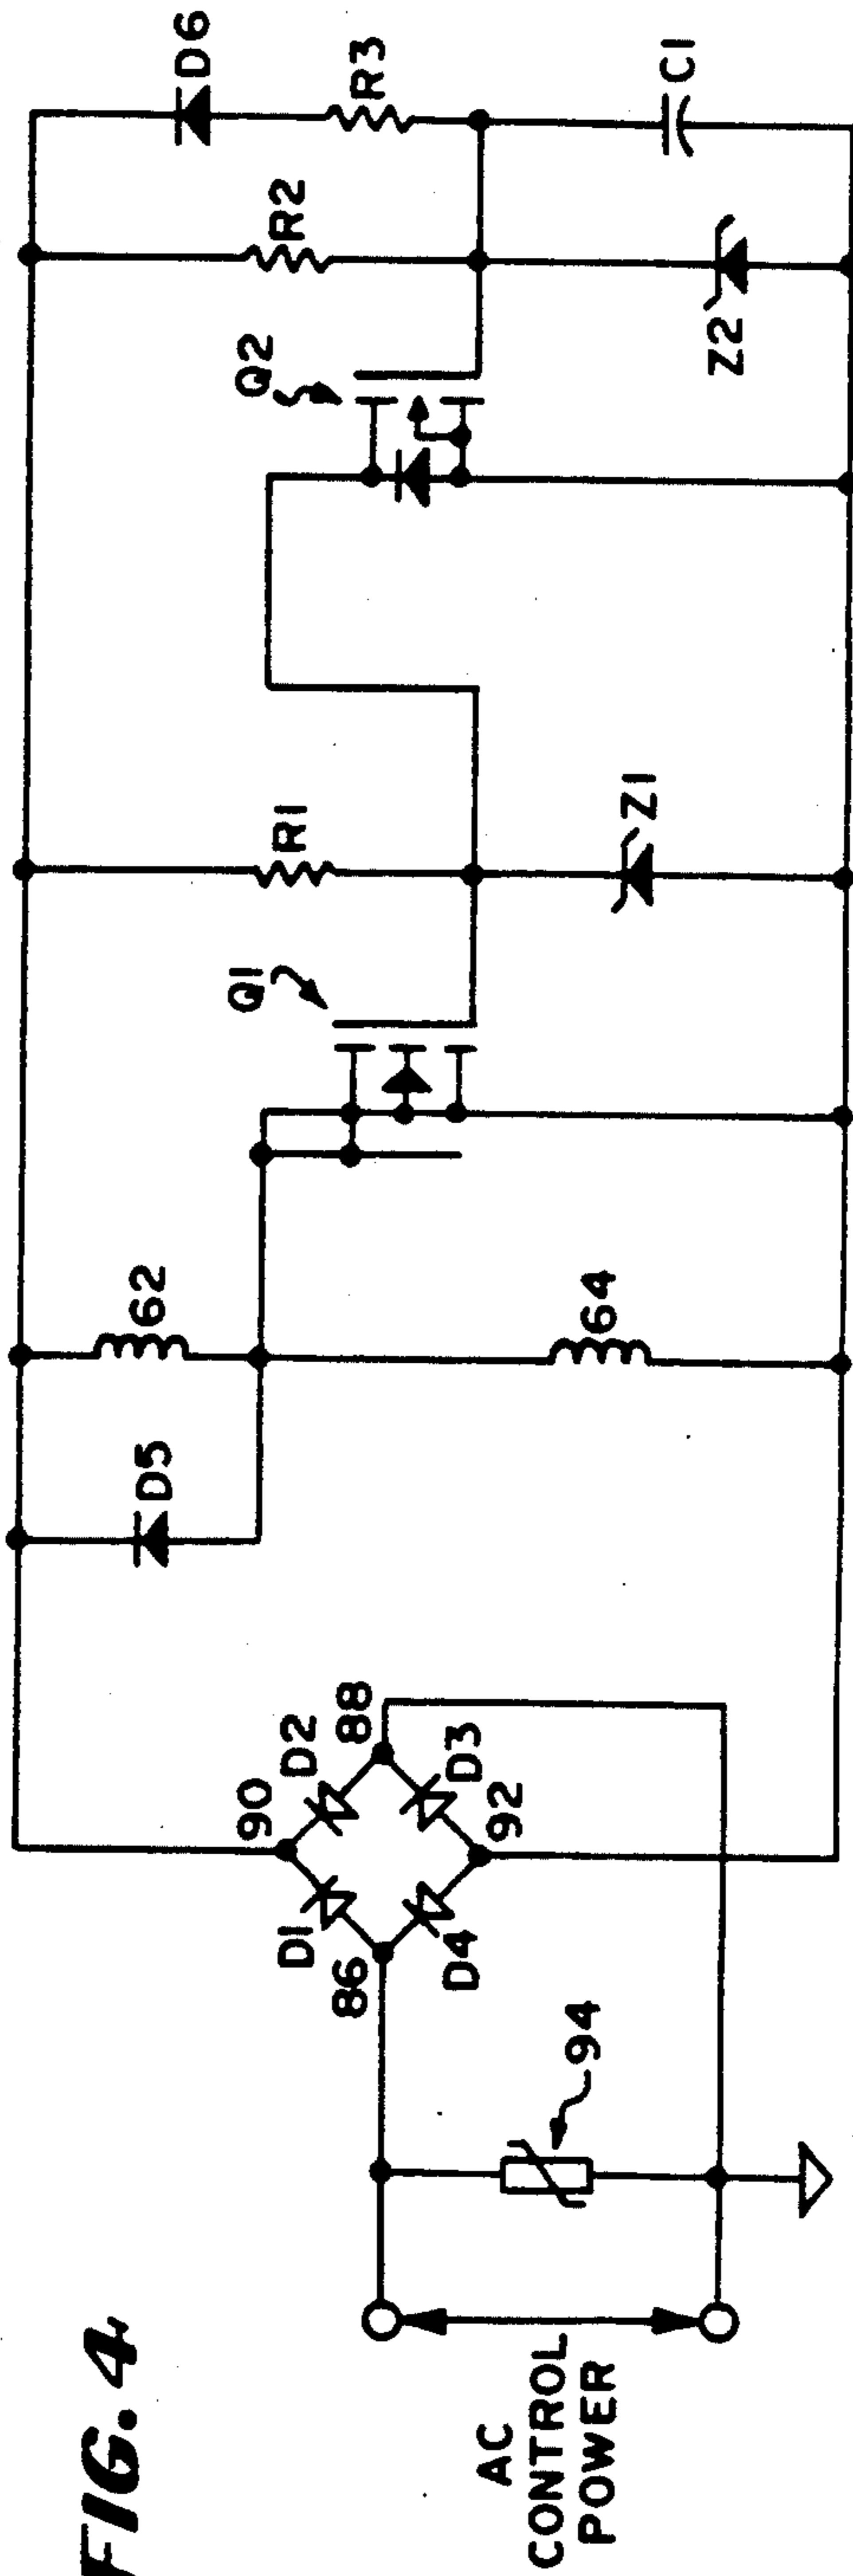 FIG. 4
AC
CONTROL
POWER
94
86
D1
D4
90
D2
88
D3
92
D5
62
64
Q1
R1
Z1
Q2
R2
Z2
D6
R3
C1